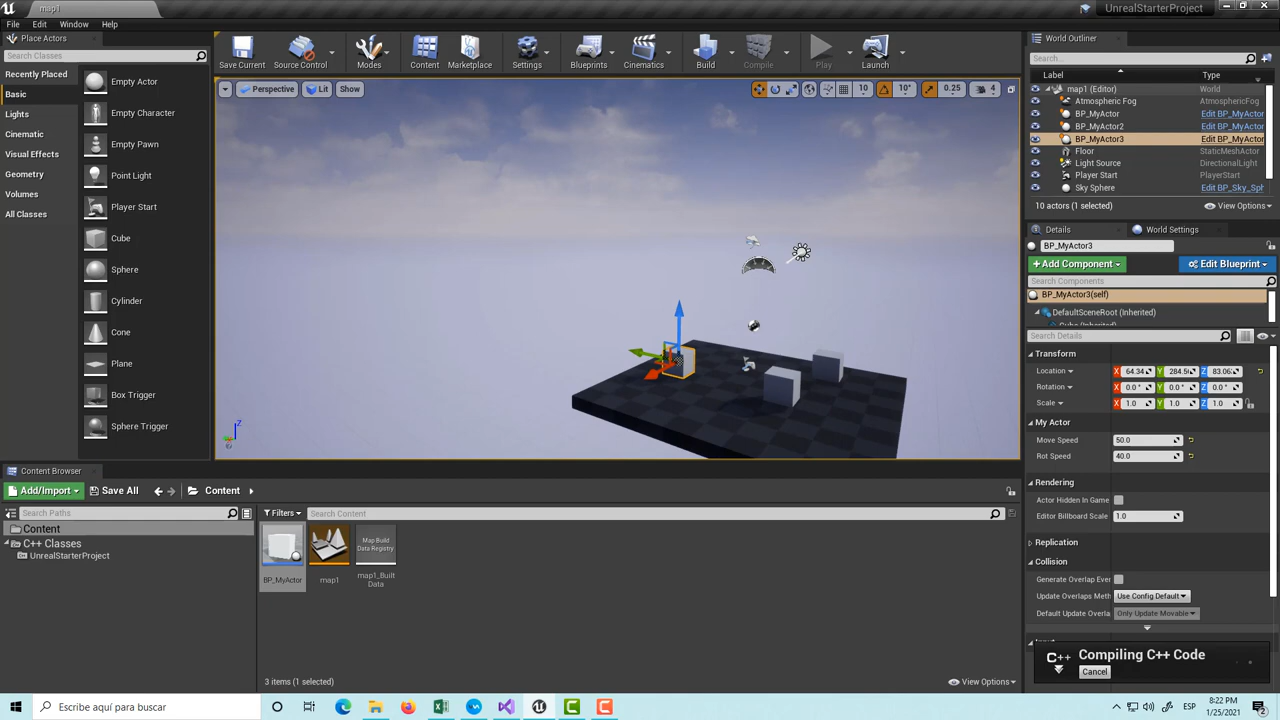 map1
UnrealStarterProject
File Edit Window Help
Place Actors
Search Classes
Recently Placed
Basic
Lights
Cinematic
Visual Effects
Geometry
Volumes
All Classes
Empty Actor
Empty Character
Empty Pawn
Point Light
Player Start
Cube
Sphere
Cylinder
Cone
Plane
Box Trigger
Sphere Trigger
Save Current
Source Control
Modes
Content
Marketplace
Settings
Blueprints
Cinematics
Build
Compile
Play
Launch
Perspective Lit Show
10 10° 0.25 4
World Outliner
Search...
Label Type
map1 (Editor) World
Atmospheric Fog AtmosphericFog
BP_MyActor Edit BP_MyActor
BP_MyActor2 Edit BP_MyActor
BP_MyActor3 Edit BP_MyActor
Floor StaticMeshActor
Light Source DirectionalLight
Player Start PlayerStart
Sky Sphere Edit BP_Sky_Sph
10 actors (1 selected) View Options
Details World Settings
BP_MyActor3
+Add Component Edit Blueprint
Search Components
BP_MyActor3(self)
DefaultSceneRoot (Inherited)
Cube (Inherited)
Search Details
Transform
Location X 64.34 Y 284.5 Z 83.06
Rotation X 0.0 ° Y 0.0 ° Z 0.0 °
Scale X 1.0 Y 1.0 Z 1.0
My Actor
Move Speed 50.0
Rot Speed 40.0
Rendering
Actor Hidden In Game
Editor Billboard Scale 1.0
Replication
Collision
Generate Overlap Eve
Update Overlaps Meth Use Config Default
Default Update Overla Only Update Movable
Input
C++ Compiling C++ Code
Cancel
Content Browser
Add/Import Save All Content
Search Paths
Content
C++ Classes
UnrealStarterProject
Filters Search Content
Map Build
Data Registry
BP_MyActor
map1
map1_Built
Data
3 items (1 selected) View Options
Escribe aquí para buscar
ESP
8:22 PM
1/25/2021
2